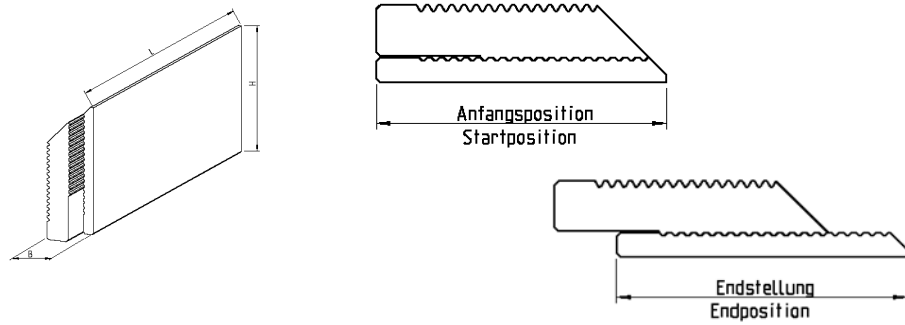 L
H
B
Anfangsposition
Startposition
Endstellung
Endposition